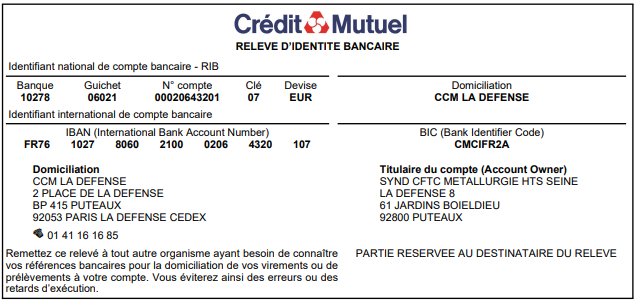 Crédit Mutuel
RELEVE D'IDENTITE BANCAIRE
Identifiant national de compte bancaire - RIB
Banque Guichet N° compte Clé Devise Domiciliation
10278 06021 00020643201 07 EUR CCM LA DEFENSE
Identifiant international de compte bancaire
IBAN (International Bank Account Number) BIC (Bank Identifier Code)
FR76 1027 8060 2100 0206 4320 107 CMCIFR2A
Domiciliation
CCM LA DEFENSE
2 PLACE DE LA DEFENSE
BP 415 PUTEAUX
92053 PARIS LA DEFENSE CEDEX
01 41 16 16 85
Titulaire du compte (Account Owner)
SYND CFTC METALLURGIE HTS SEINE
LA DEFENSE 8
61 JARDINS BOIELDIEU
92800 PUTEAUX
Remettez ce relevé à tout autre organisme ayant besoin de connaître
vos références bancaires pour la domiciliation de vos virements ou de
prélèvements à votre compte. Vous éviterez ainsi des erreurs ou des
retards d'exécution.
PARTIE RESERVEE AU DESTINATAIRE DU RELEVE